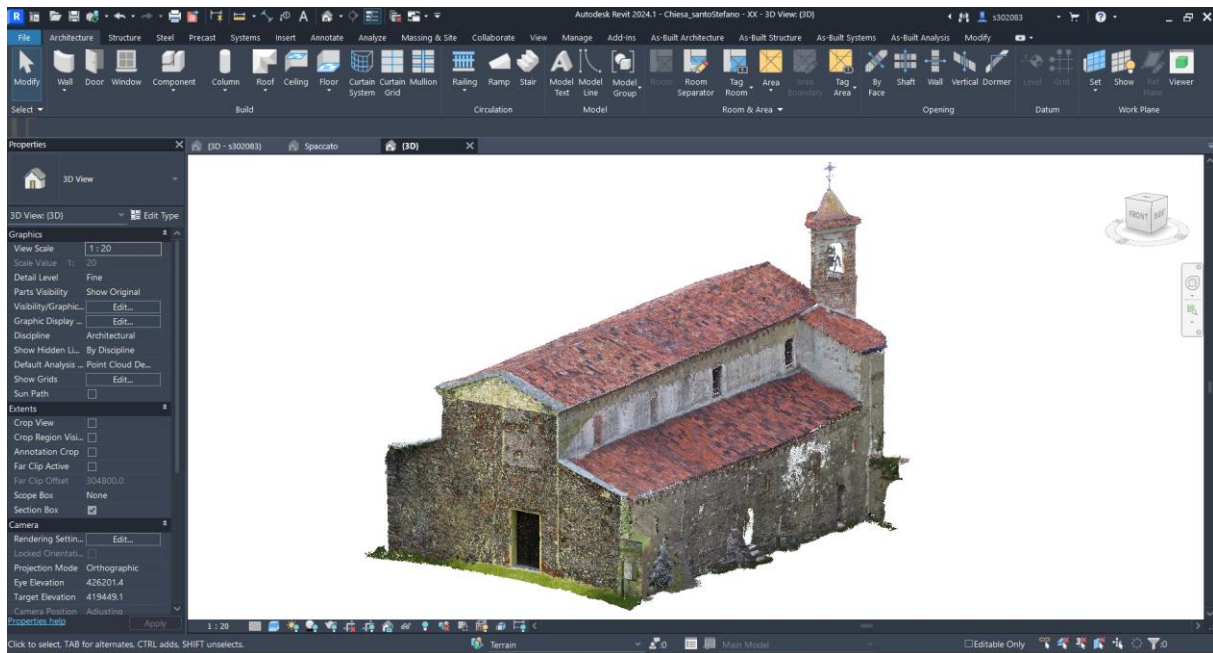 R
Autodesk Revit 2024.1 - Chiesa_santoStefano - XX - 3D View: {3D}
s302083
File Architecture Structure Steel Precast Systems Insert Annotate Analyze Massing & Site Collaborate View Manage Add-Ins As-Built Architecture As-Built Structure As-Built Systems As-Built Analysis Modify
Modify Wall Door Window Component Column Roof Ceiling Floor Curtain System Curtain Grid Mullion Railing Ramp Stair Model Text Model Line Model Group Room Room Separator Tag Room Area Area Boundary Tag Area By Face Shaft Wall Vertical Dormer Level Grid Set Show Ref Plane Viewer
Select Build Circulation Model Room & Area Opening Datum Work Plane
Properties
{3D - s302083} Spaccato {3D}
3D View
3D View: {3D} Edit Type
Graphics
View Scale 1 : 20
Scale Value 1: 20
Detail Level Fine
Parts Visibility Show Original
Visibility/Graphic... Edit...
Graphic Display ... Edit...
Discipline Architectural
Show Hidden Li... By Discipline
Default Analysis ... Point Cloud De...
Show Grids Edit...
Sun Path
Extents
Crop View
Crop Region Visi...
Annotation Crop
Far Clip Active
Far Clip Offset 304800.0
Scope Box None
Section Box
Camera
Rendering Settin... Edit...
Locked Orientati...
Projection Mode Orthographic
Eye Elevation 426201.4
Target Elevation 419449.1
Camera Position Adjusting
Properties help Apply
FRONT
1 : 20
Click to select, TAB for alternates, CTRL adds, SHIFT unselects.
Terrain
:0
Main Model
Editable Only
:0